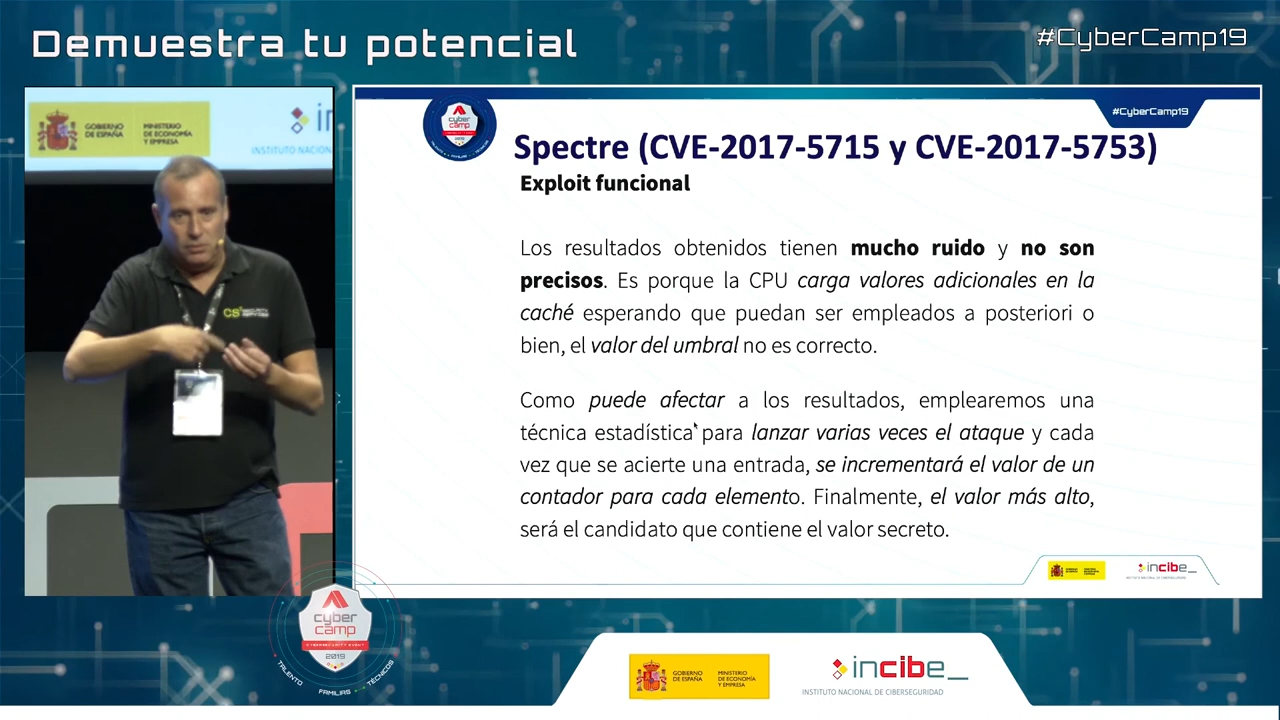 Demuestra tu potencial
#CyberCamp19
GOBIERNO DE ESPAÑA
MINISTERIO DE ECONOMÍA Y EMPRESA
in
INSTITUTO NACION
CS
cyber camp
#CyberCamp19
Spectre (CVE-2017-5715 y CVE-2017-5753)
Exploit funcional
Los resultados obtenidos tienen mucho ruido y no son
precisos. Es porque la CPU carga valores adicionales en la
caché esperando que puedan ser empleados a posteriori o
bien, el valor del umbral no es correcto.
Como puede afectar a los resultados, emplearemos una
técnica estadística para lanzar varias veces el ataque y cada
vez que se acierte una entrada, se incrementará el valor de un
contador para cada elemento. Finalmente, el valor más alto,
será el candidato que contiene el valor secreto.
incibe_
cyber
camp
2019
TALENTO FAMILIAS TÉCNICOS
GOBIERNO DE ESPAÑA
MINISTERIO DE ECONOMÍA Y EMPRESA
incibe_
INSTITUTO NACIONAL DE CIBERSEGURIDAD